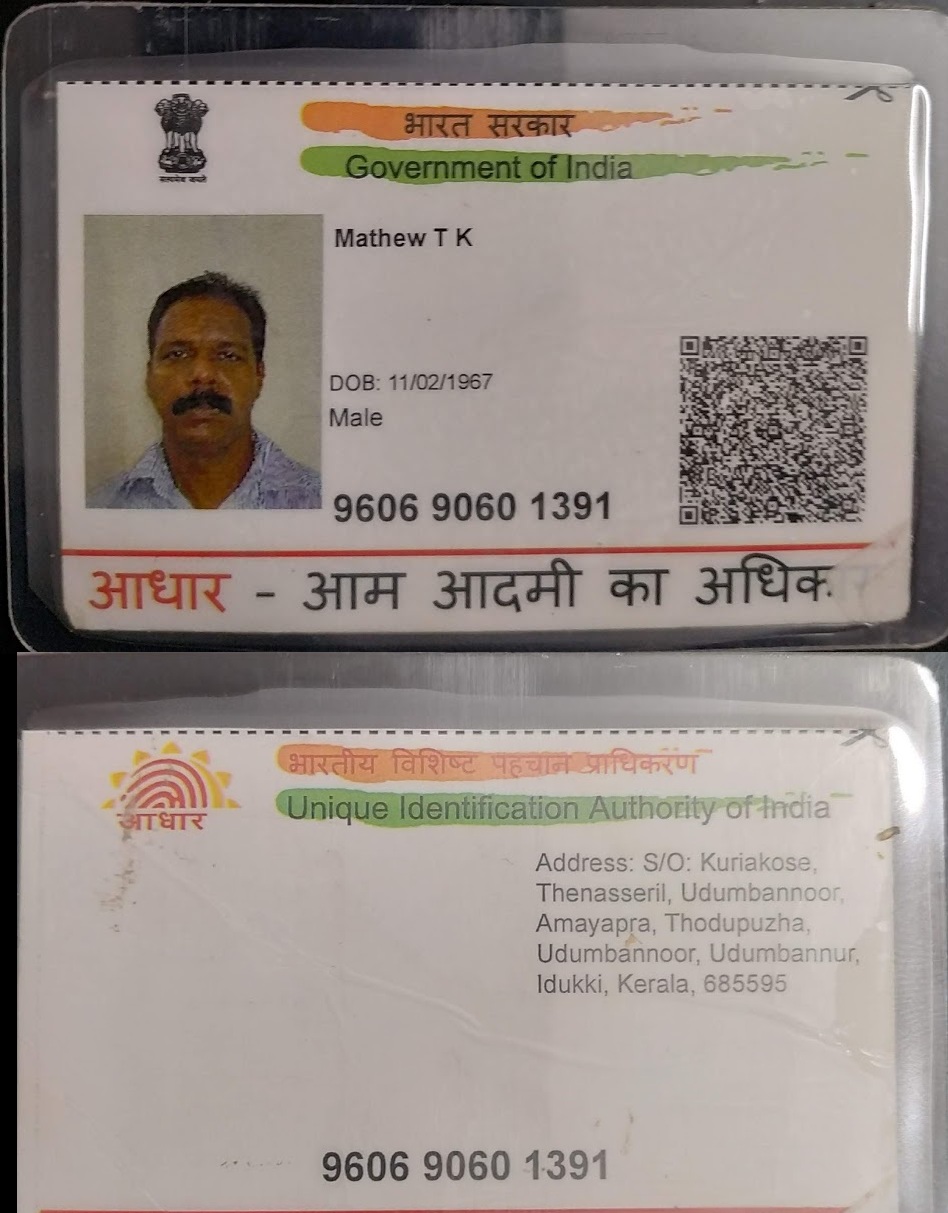 भारत सरकार
Government of India
सत्यमेव जयते
Mathew T K
DOB: 11/02/1967
Male
9606 9060 1391
आधार - आम आदमी का अधिकार
भारतीय विशिष्ट पहचान प्राधिकरण
Unique Identification Authority of India
आधार
Address: S/O: Kuriakose,
Thenasseril, Udumbannoor,
Amayapra, Thodupuzha,
Udumbannoor, Udumbannur,
Idukki, Kerala, 685595
9606 9060 1391